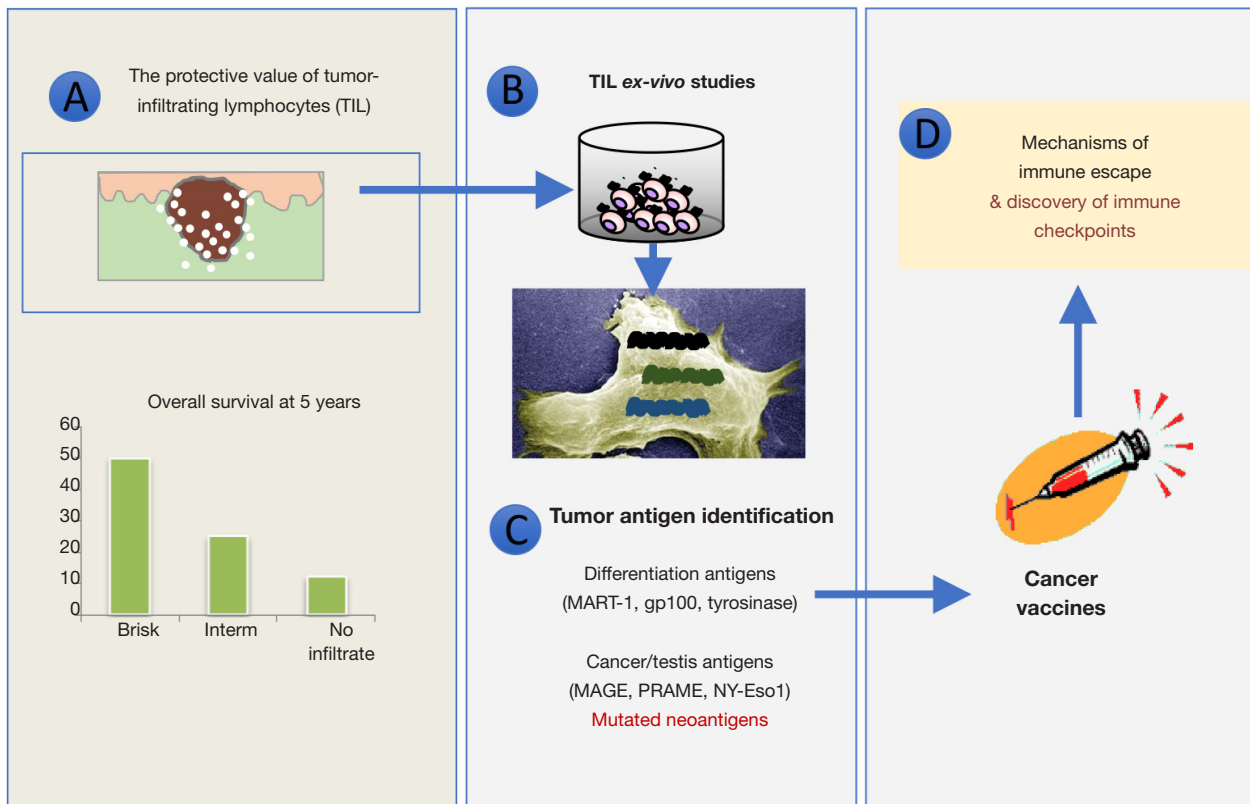 A
The protective value of tumor-
infiltrating lymphocytes (TIL)
Overall survival at 5 years
60
50
40
30
20
10
0
Brisk
Interm
No
infiltrate
B
TIL ex-vivo studies
C
Tumor antigen identification
Differentiation antigens
(MART-1, gp100, tyrosinase)
Cancer/testis antigens
(MAGE, PRAME, NY-Eso1)
Mutated neoantigens
D
Mechanisms of
immune escape
& discovery of immune
checkpoints
Cancer
vaccines